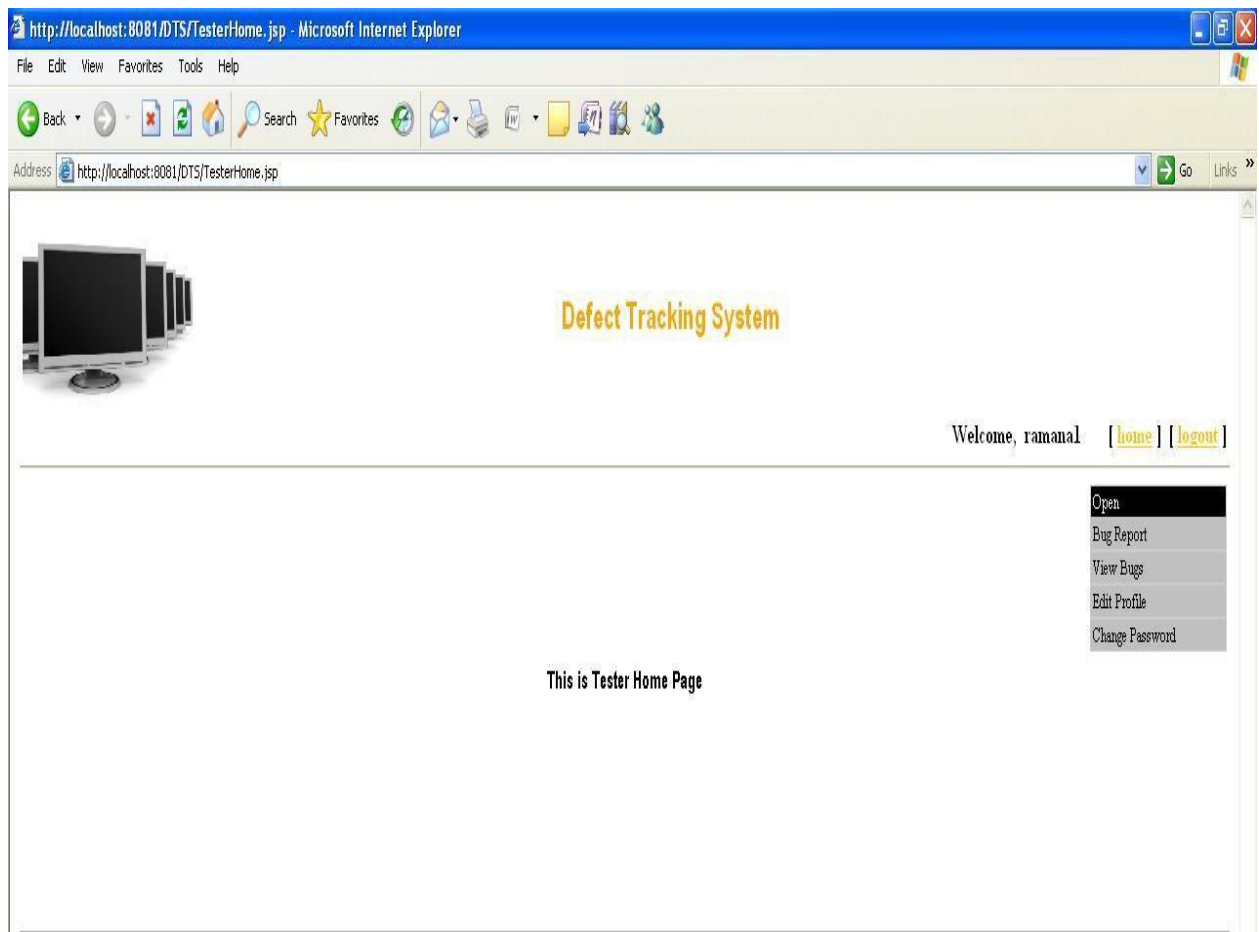 http://localhost:8081/DTS/TesterHome.jsp - Microsoft Internet Explorer
File Edit View Favorites Tools Help
Back Search Favorites
Address http://localhost:8081/DTS/TesterHome.jsp Go Links »
Defect Tracking System
Welcome, ramana1 [ home ] [ logout ]
Open
Bug Report
View Bugs
Edit Profile
Change Password
This is Tester Home Page